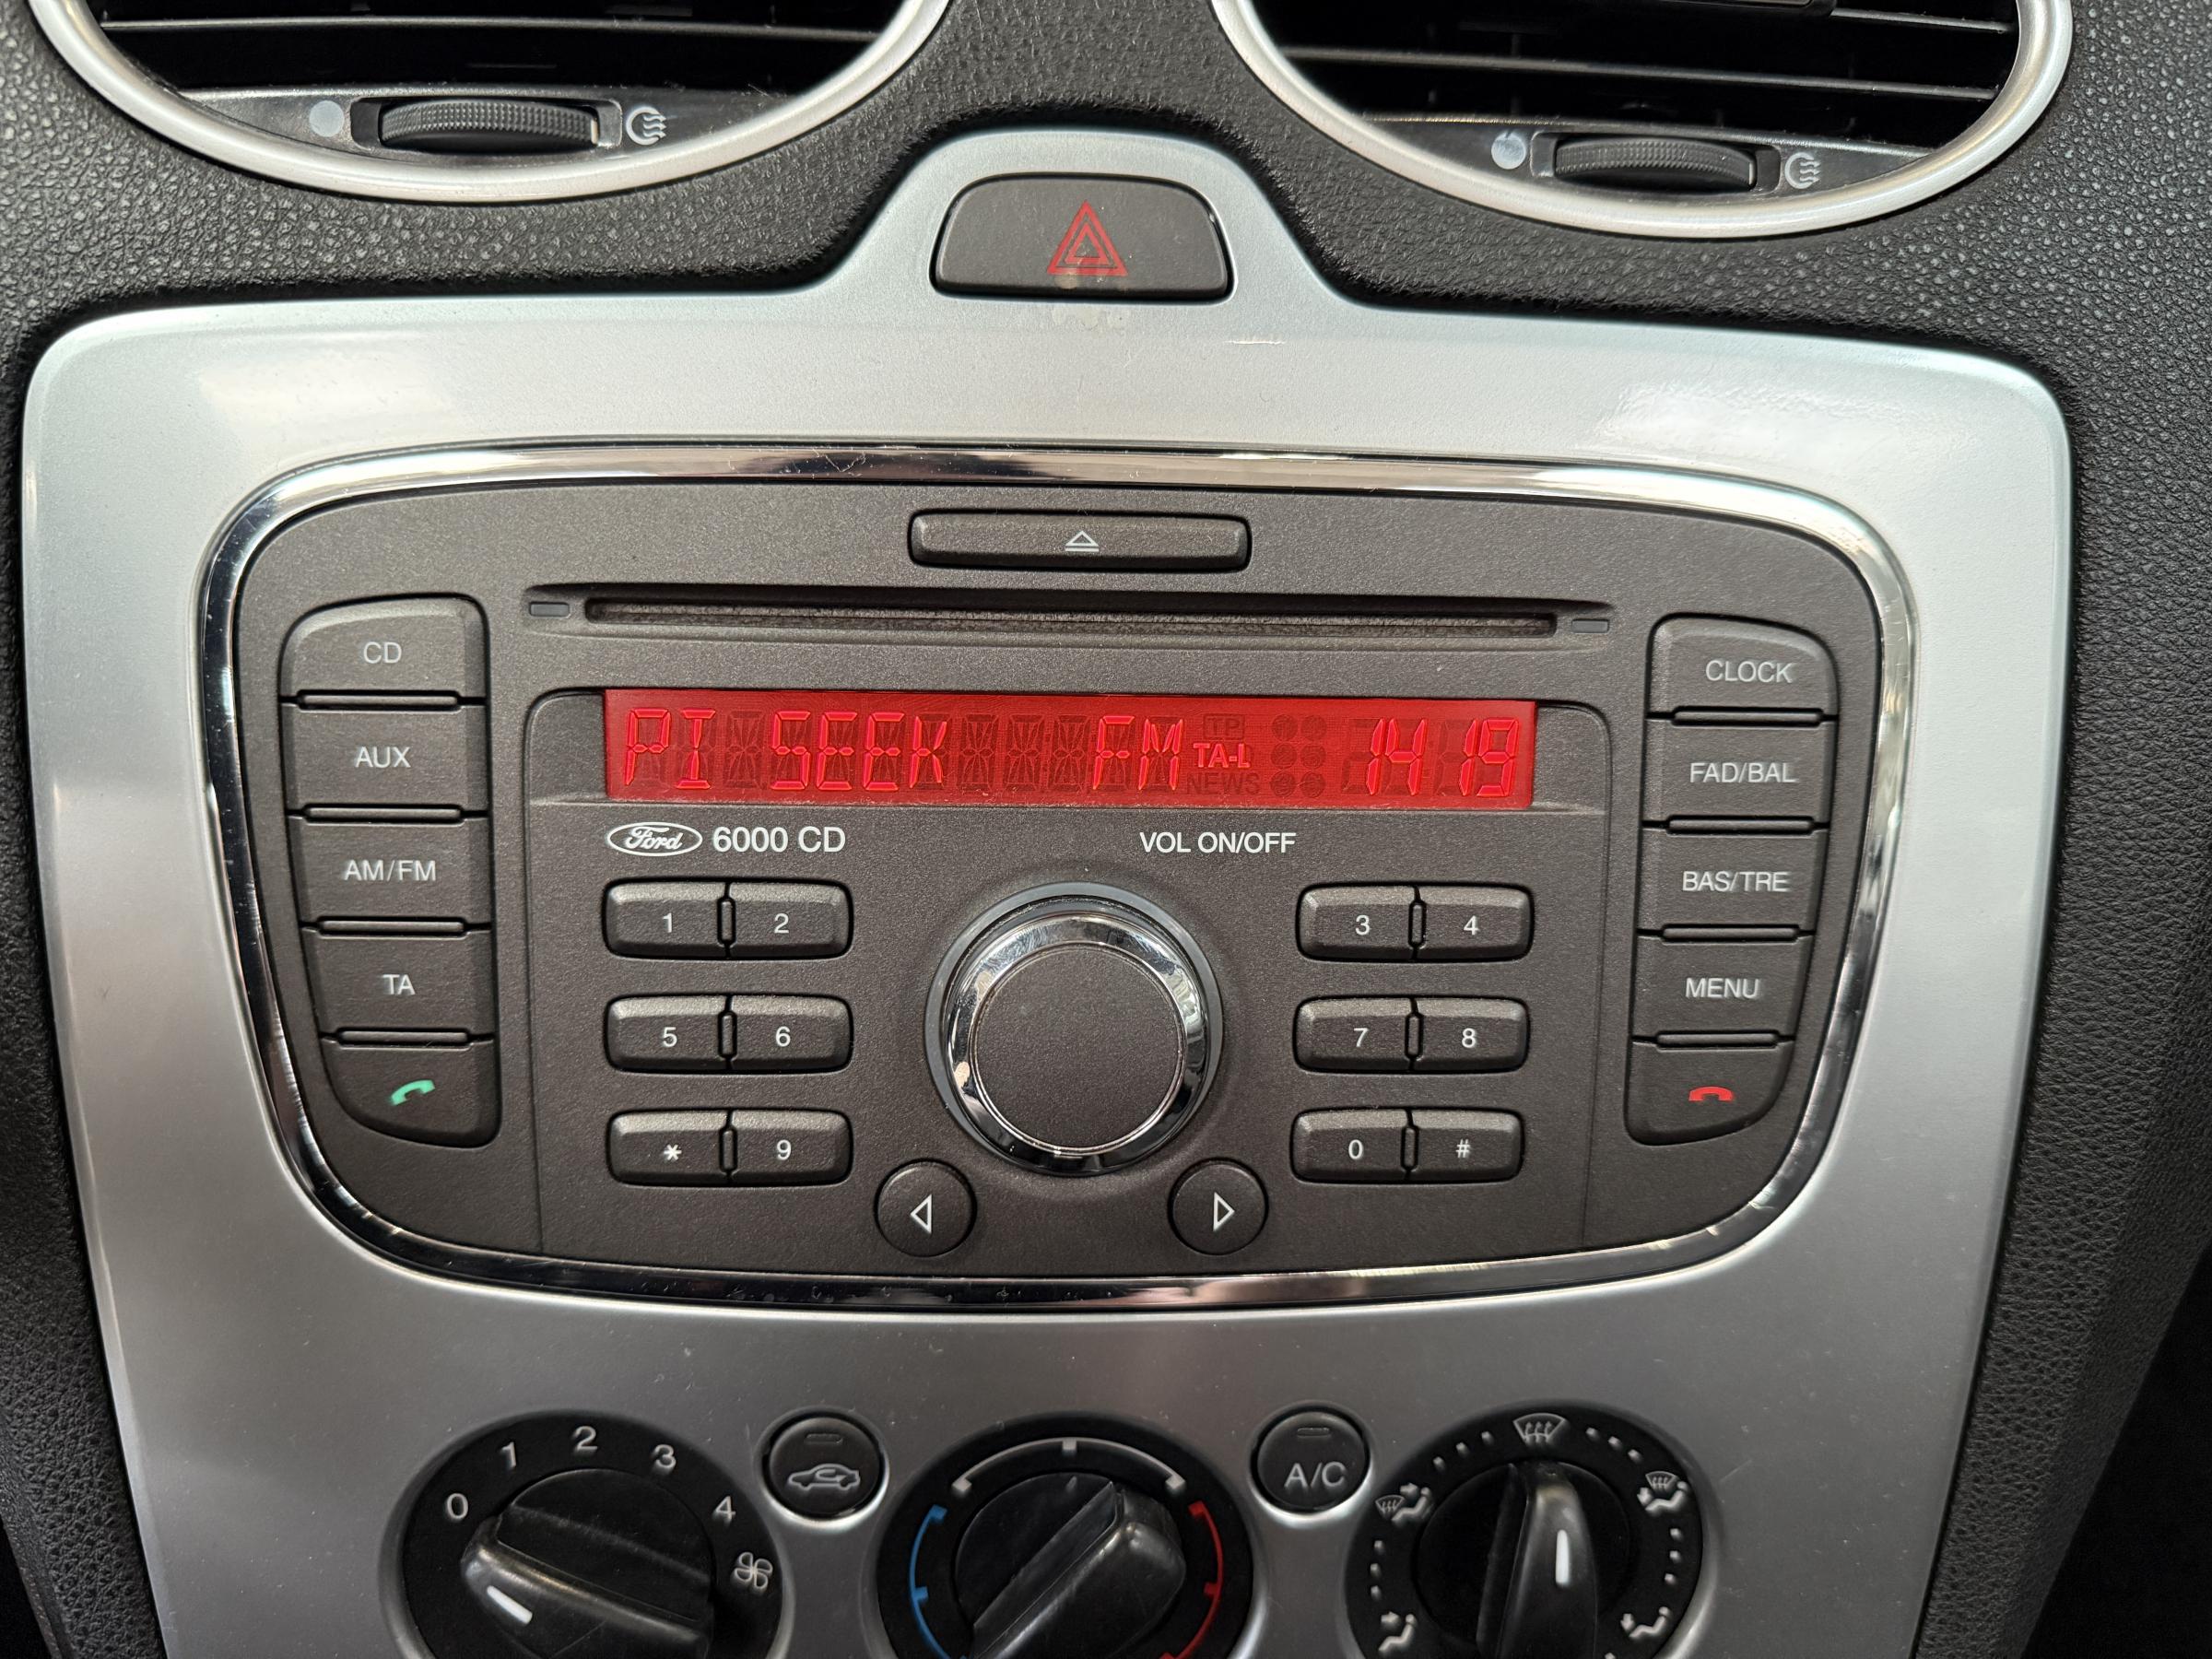 PI SEEK FM TA-L 14 19
TP
NEWS
Ford 6000 CD VOL ON/OFF
CD
AUX
AM/FM
TA
1 2
5 6
* 9
3 4
7 8
0 #
CLOCK
FAD/BAL
BAS/TRE
MENU
0 1 2 3 4
A/C